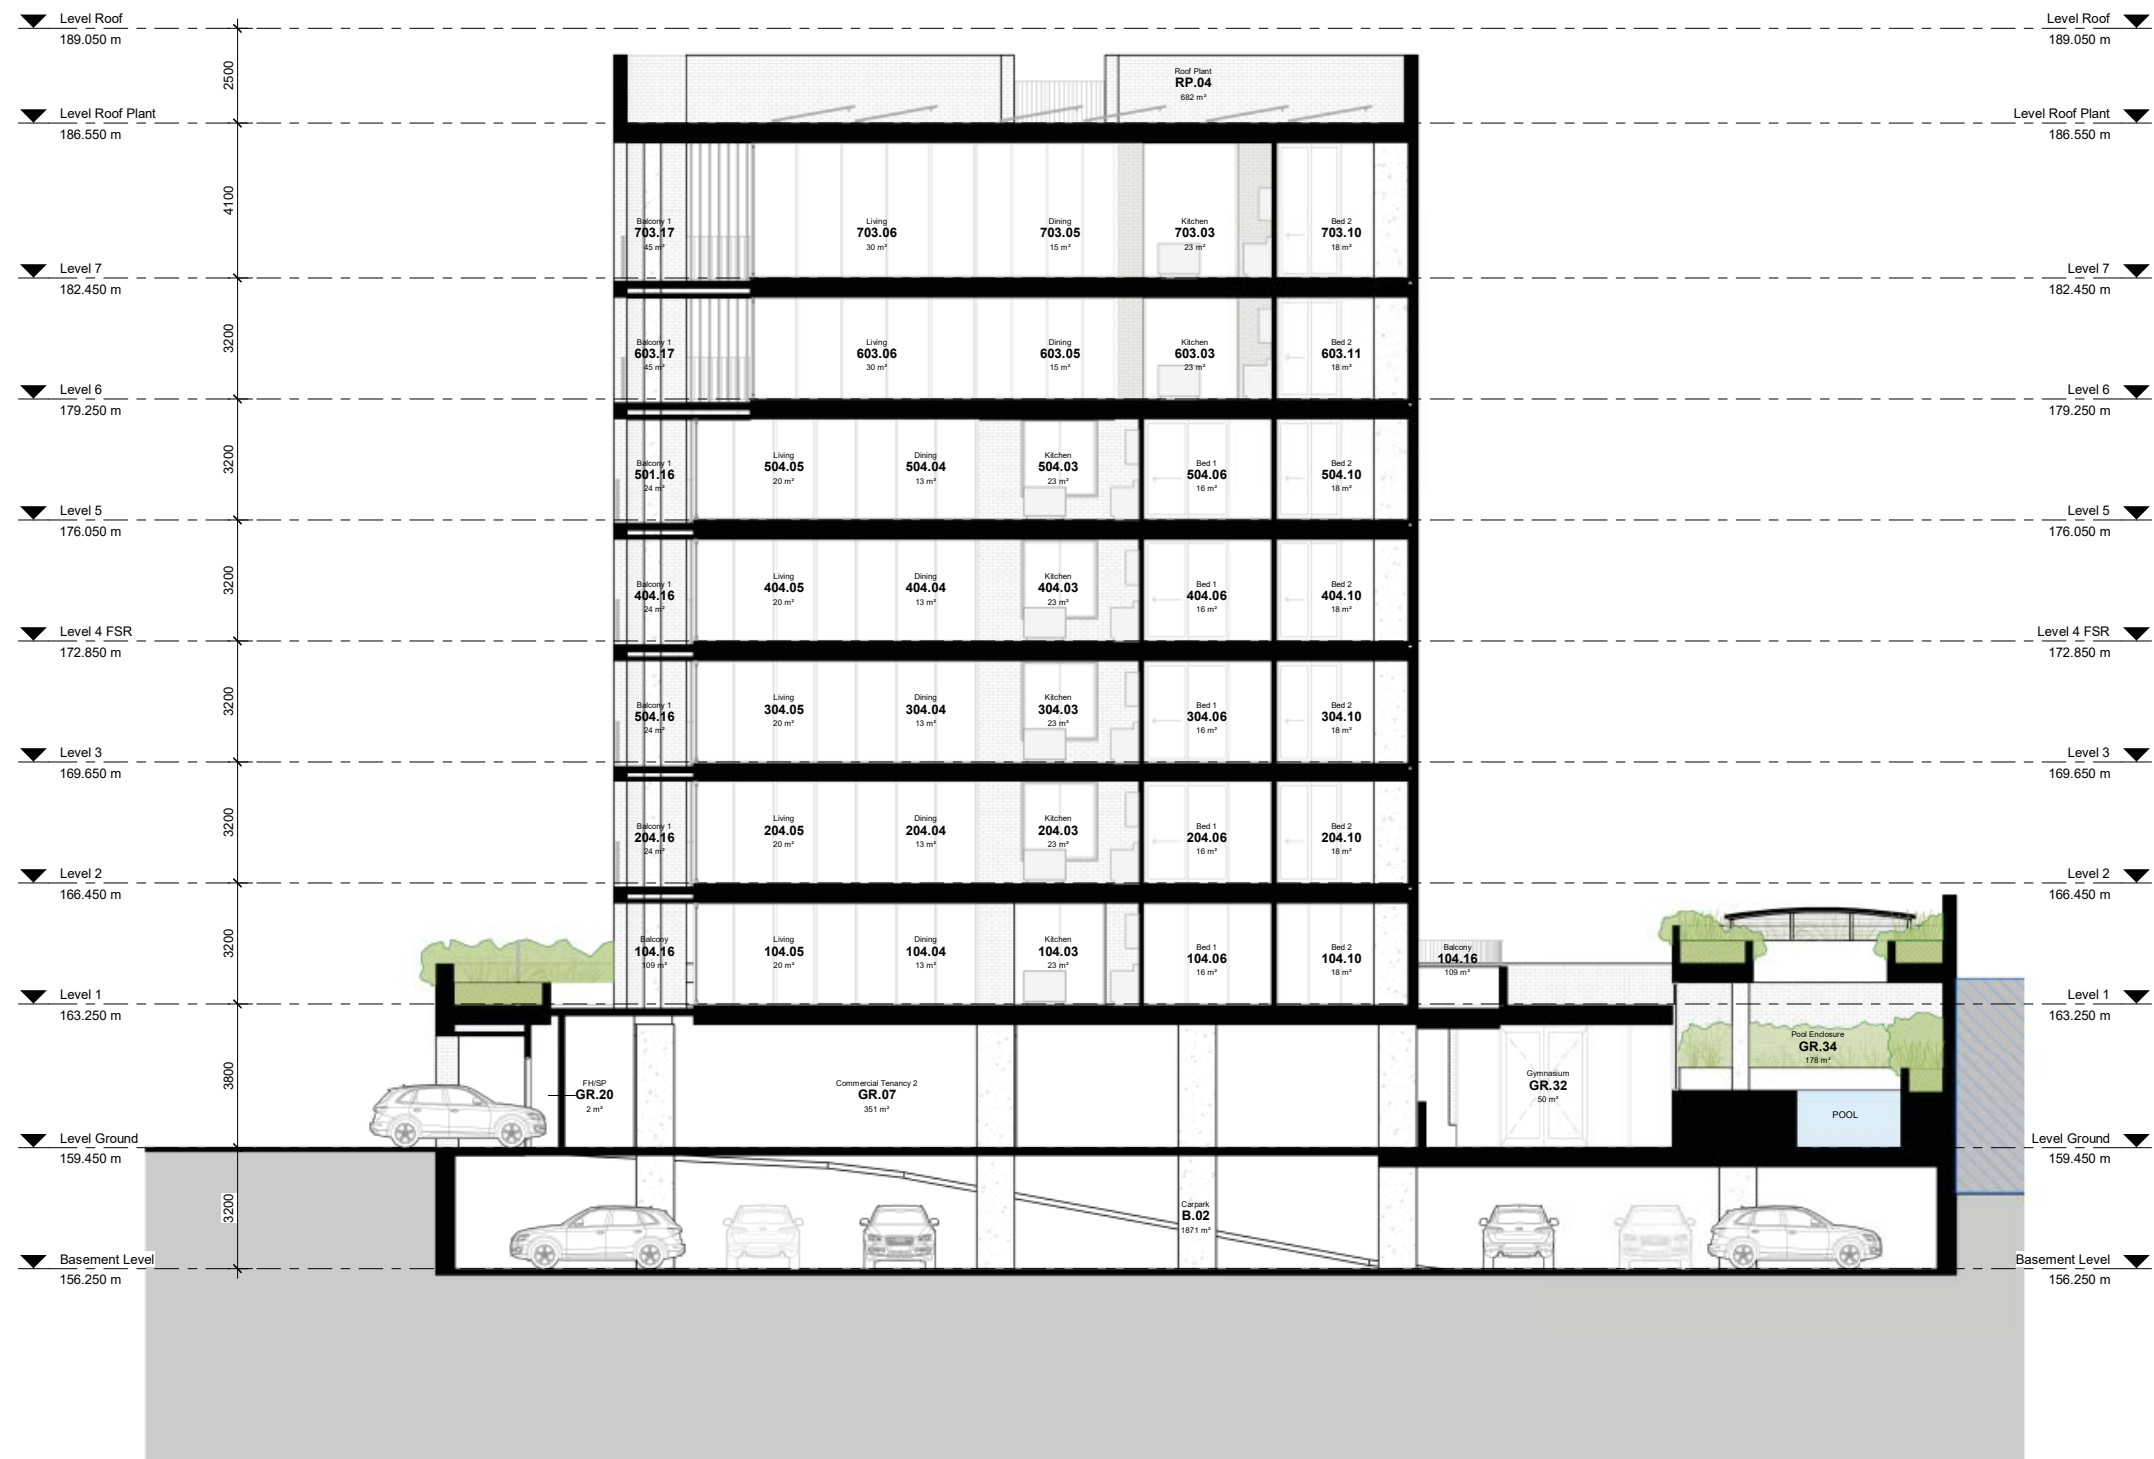 Level Roof
189.050 m
Level Roof
189.050 m
2500
Roof Plant
RP.04
682 m²
Level Roof Plant
186.550 m
Level Roof Plant
186.550 m
4100
Balcony 1
703.17
45 m²
Living
703.06
30 m²
Dining
703.05
15 m²
Kitchen
703.03
23 m²
Bed 2
703.10
18 m²
Level 7
182.450 m
Level 7
182.450 m
3200
Balcony 1
603.17
45 m²
Living
603.06
30 m²
Dining
603.05
15 m²
Kitchen
603.03
23 m²
Bed 2
603.11
18 m²
Level 6
179.250 m
Level 6
179.250 m
3200
Balcony 1
501.16
24 m²
Living
504.05
20 m²
Dining
504.04
13 m²
Kitchen
504.03
23 m²
Bed 1
504.06
16 m²
Bed 2
504.10
18 m²
Level 5
176.050 m
Level 5
176.050 m
3200
Balcony 1
404.16
24 m²
Living
404.05
20 m²
Dining
404.04
13 m²
Kitchen
404.03
23 m²
Bed 1
404.06
16 m²
Bed 2
404.10
18 m²
Level 4 FSR
172.850 m
Level 4 FSR
172.850 m
3200
Balcony 1
504.16
24 m²
Living
304.05
20 m²
Dining
304.04
13 m²
Kitchen
304.03
23 m²
Bed 1
304.06
16 m²
Bed 2
304.10
18 m²
Level 3
169.650 m
Level 3
169.650 m
3200
Balcony 1
204.16
24 m²
Living
204.05
20 m²
Dining
204.04
13 m²
Kitchen
204.03
23 m²
Bed 1
204.06
16 m²
Bed 2
204.10
18 m²
Level 2
166.450 m
Level 2
166.450 m
3200
Balcony
104.16
109 m²
Living
104.05
20 m²
Dining
104.04
13 m²
Kitchen
104.03
23 m²
Bed 1
104.06
16 m²
Bed 2
104.10
18 m²
Balcony
104.16
109 m²
Level 1
163.250 m
Level 1
163.250 m
3800
FH/SP
GR.20
2 m²
Commercial Tenancy 2
GR.07
351 m²
Gymnasium
GR.32
50 m²
Pool Enclosure
GR.34
178 m²
POOL
Level Ground
159.450 m
Level Ground
159.450 m
3200
Carpark
B.02
1871 m²
Basement Level
156.250 m
Basement Level
156.250 m